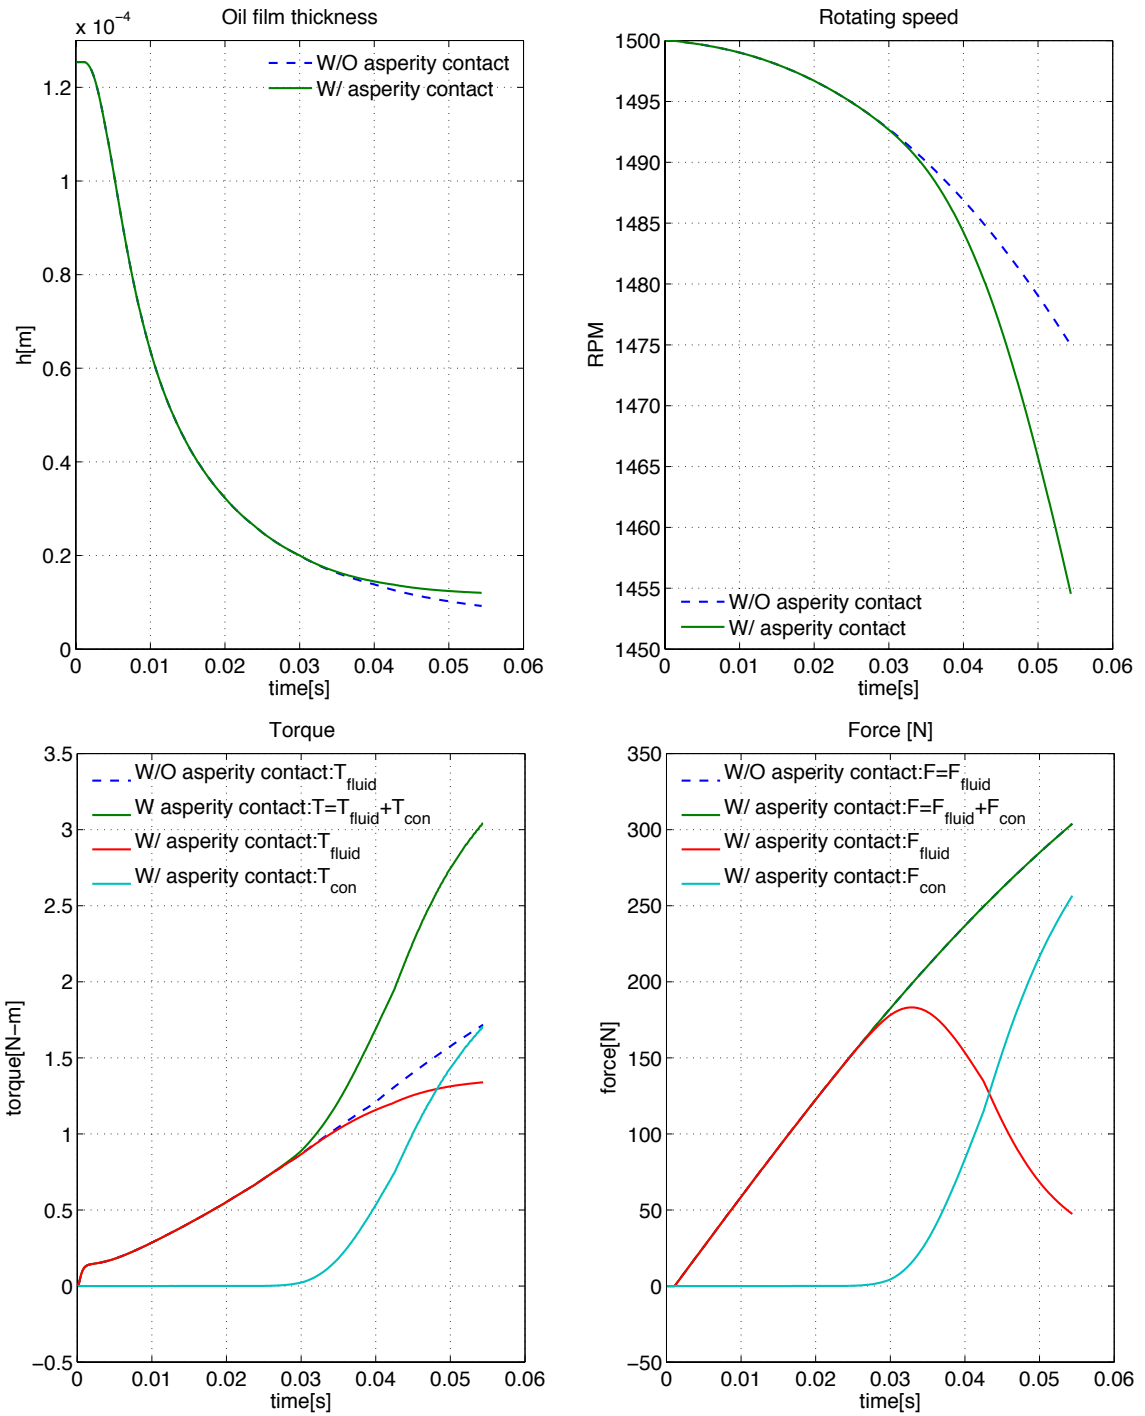 Oil film thickness
x 10⁻⁴
W/O asperity contact
W/ asperity contact
1.2
1
0.8
0.6
0.4
0.2
0
h[m]
0 0.01 0.02 0.03 0.04 0.05 0.06
time[s]
Rotating speed
1500
1495
1490
1485
1480
1475
1470
1465
1460
1455
1450
RPM
W/O asperity contact
W/ asperity contact
0 0.01 0.02 0.03 0.04 0.05 0.06
time[s]
Torque
3.5
3
2.5
2
1.5
1
0.5
0
−0.5
torque[N−m]
W/O asperity contact:T_fluid
W asperity contact:T=T_fluid+T_con
W/ asperity contact:T_fluid
W/ asperity contact:T_con
0 0.01 0.02 0.03 0.04 0.05 0.06
time[s]
Force [N]
350
300
250
200
150
100
50
0
−50
force[N]
W/O asperity contact:F=F_fluid
W/ asperity contact:F=F_fluid+F_con
W/ asperity contact:F_fluid
W/ asperity contact:F_con
0 0.01 0.02 0.03 0.04 0.05 0.06
time[s]